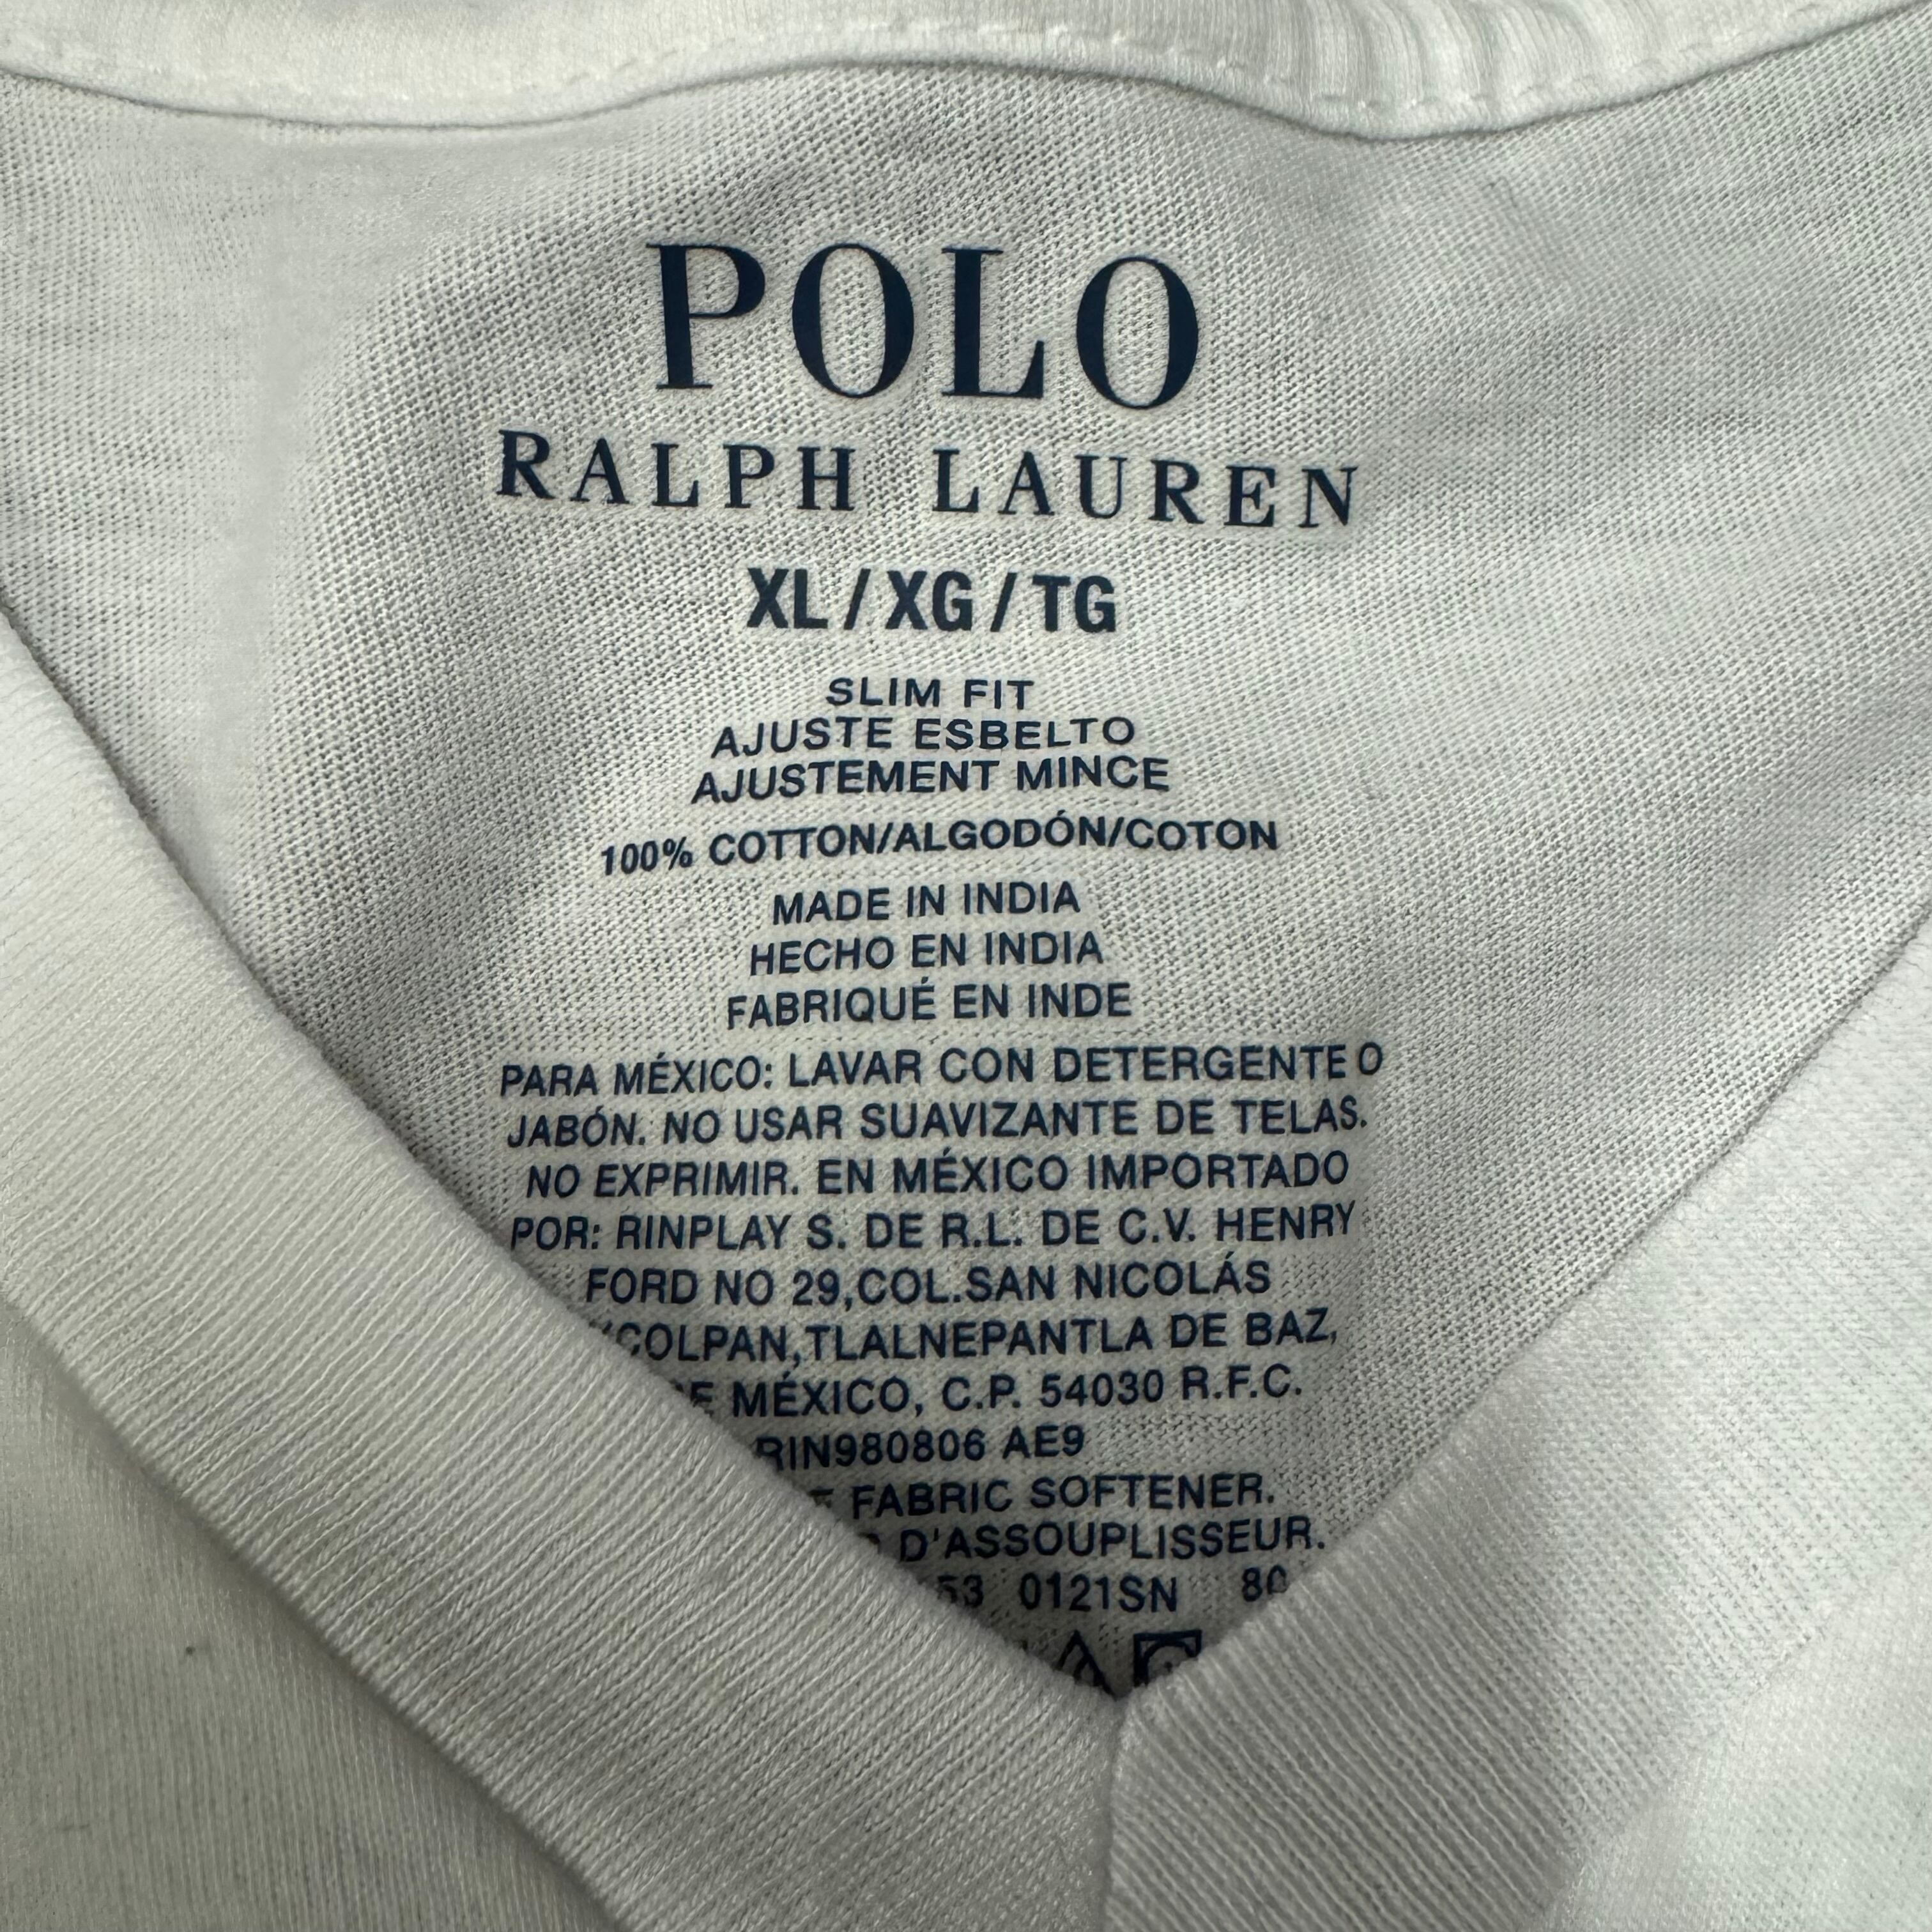 POLO
RALPH LAUREN
XL / XG / TG
SLIM FIT
AJUSTE ESBELTO
AJUSTEMENT MINCE
100% COTTON/ALGODÓN/COTON
MADE IN INDIA
HECHO EN INDIA
FABRIQUÉ EN INDE
PARA MÉXICO: LAVAR CON DETERGENTE O
JABÓN. NO USAR SUAVIZANTE DE TELAS.
NO EXPRIMIR. EN MÉXICO IMPORTADO
POR: RINPLAY S. DE R.L. DE C.V. HENRY
FORD NO 29,COL.SAN NICOLÁS
TLALNEPANTLA DE BAZ,
MÉXICO, C.P. 54030 R.F.C.
RIN980806 AE9
FABRIC SOFTENER.
D'ASSOUPLISSEUR.
0121SN